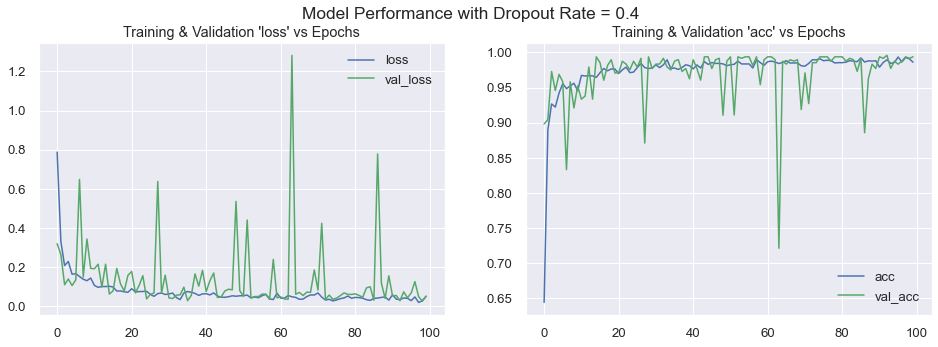 Model Performance with Dropout Rate = 0.4
Training & Validation 'loss' vs Epochs
loss
val_loss
1.2
1.0
0.8
0.6
0.4
0.2
0.0
0 20 40 60 80 100
Training & Validation 'acc' vs Epochs
1.00
0.95
0.90
0.85
0.80
0.75
0.70
0.65
acc
val_acc
0 20 40 60 80 100